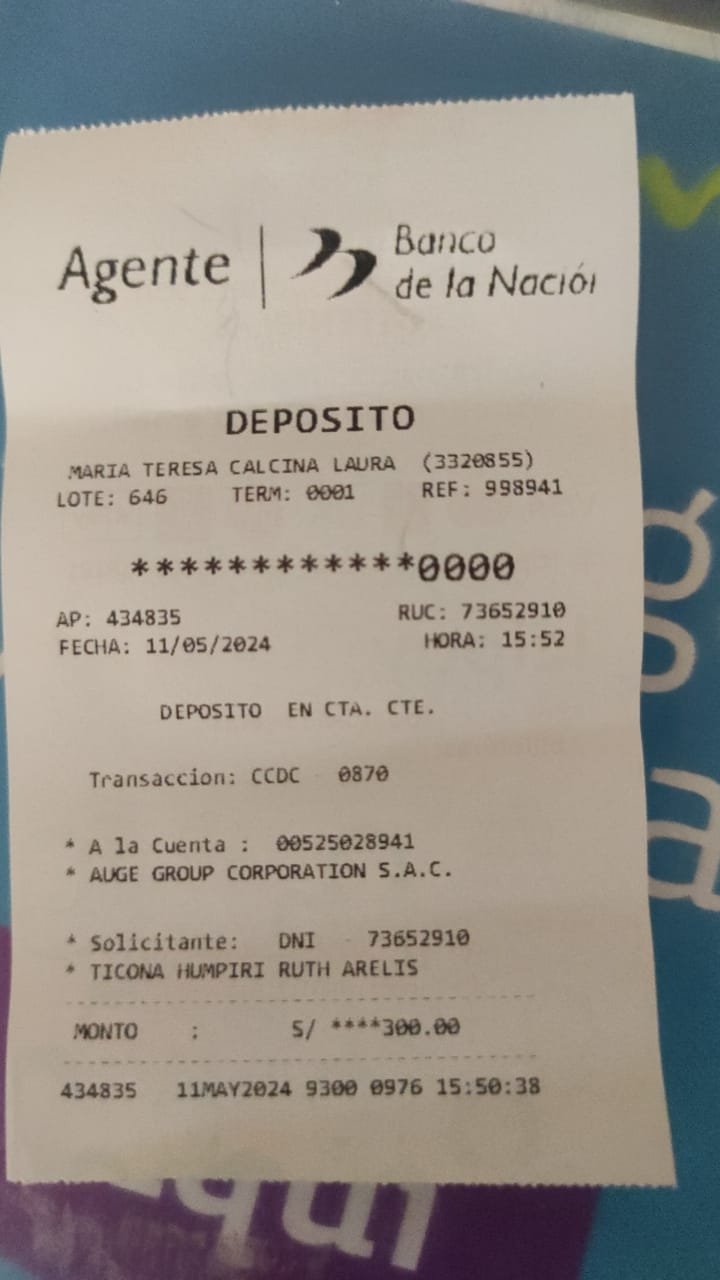 Agente | Banco
de la Nación
DEPOSITO
MARIA TERESA CALCINA LAURA (3320855)
LOTE: 646 TERM: 0001 REF: 998941
************0000
AP: 434835 RUC: 73652910
FECHA: 11/05/2024 HORA: 15:52
DEPOSITO EN CTA. CTE.
Transaccion: CCDC 0870
* A la Cuenta : 00525028941
* AUGE GROUP CORPORATION S.A.C.
* Solicitante: DNI 73652910
* TICONA HUMPIRI RUTH ARELIS
MONTO : S/ ****300.00
434835 11MAY2024 9300 0976 15:50:38